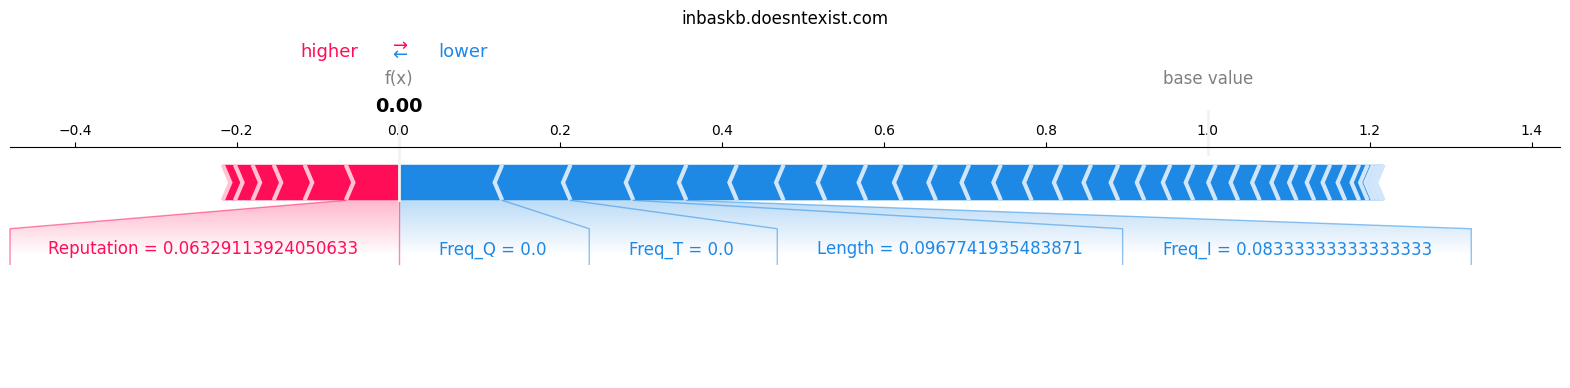 inbaskb.doesntexist.com
higher ⇄ lower
f(x) base value
0.00
−0.4 −0.2 0.0 0.2 0.4 0.6 0.8 1.0 1.2 1.4
Reputation = 0.06329113924050633 Freq_Q = 0.0 Freq_T = 0.0 Length = 0.0967741935483871 Freq_I = 0.08333333333333333